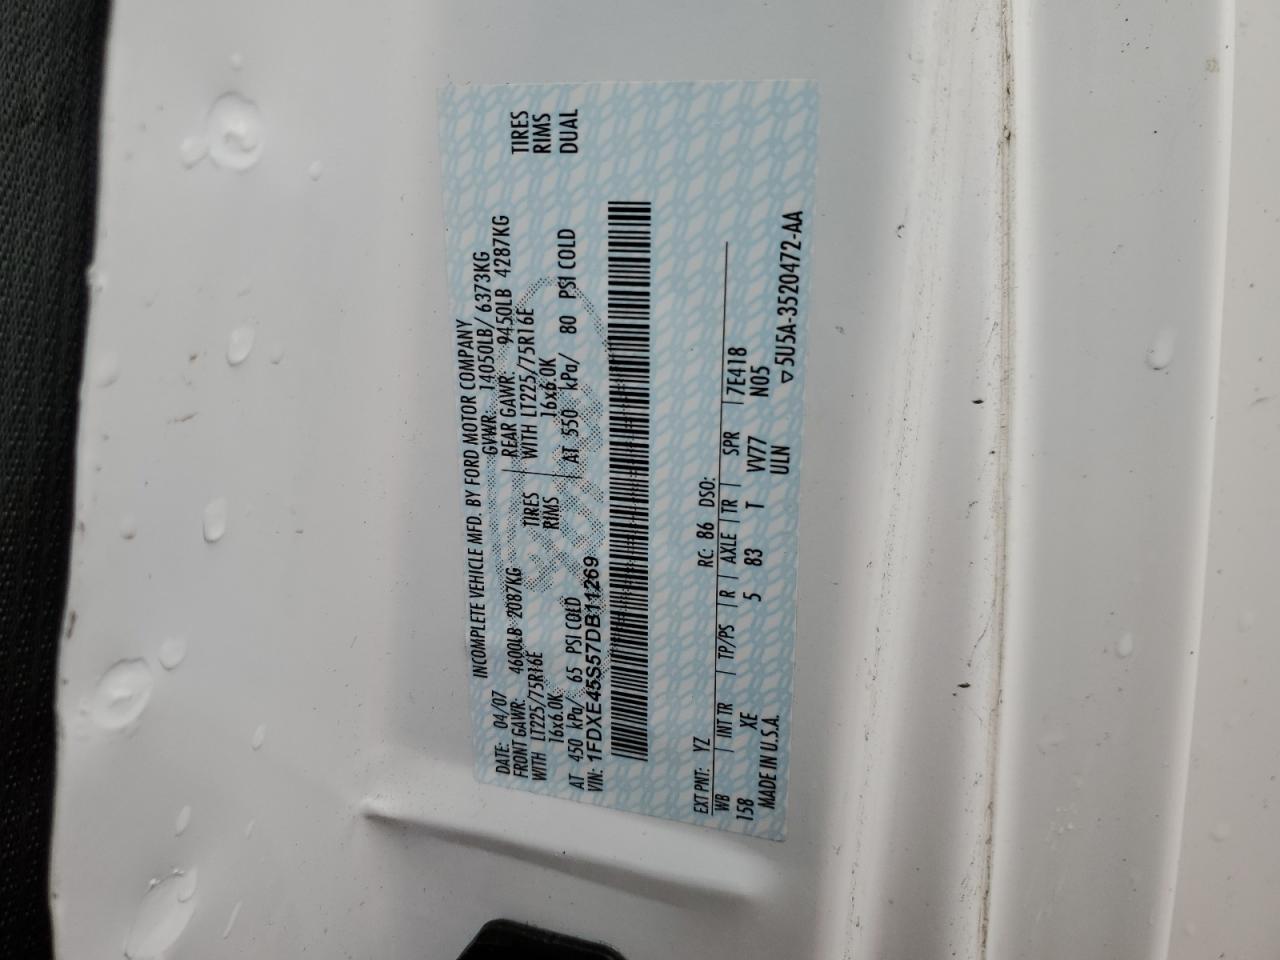 INCOMPLETE VEHICLE MFD. BY FORD MOTOR COMPANY
DATE: 04/07 GVWR: 14050LB/ 6373KG
FRONT GAWR: 4600LB 2087KG REAR GAWR: 9450LB 4287KG
WITH LT225/75R16E TIRES WITH LT225/75R16E TIRES
16x6.0K RIMS 16x6.0K RIMS
AT 450 kPa/ 65 PSI COLD AT 550 kPa/ 80 PSI COLD DUAL
VIN: 1FDXE45S57DB11269
EXT PNT: YZ RC: 86 DSO:
WB INT TR TP/PS R AXLE TR SPR
158 XE 5 83 T VV77 7E418
MADE IN U.S.A. ULN N05
▽5U5A-3520472-AA